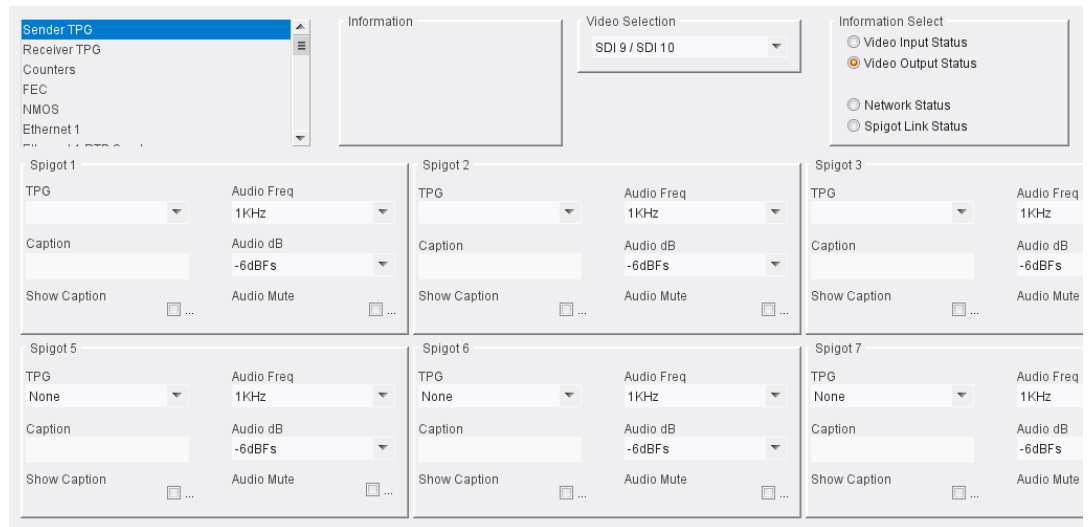 Sender TPG
Receiver TPG
Counters
FEC
NMOS
Ethernet 1
Information
Video Selection
SDI 9 / SDI 10
Information Select
Video Input Status
Video Output Status
Network Status
Spigot Link Status
Spigot 1
TPG
Audio Freq
1KHz
Caption
Audio dB
-6dBFs
Show Caption
...
Audio Mute
...
Spigot 2
TPG
Audio Freq
1KHz
Caption
Audio dB
-6dBFs
Show Caption
...
Audio Mute
...
Spigot 3
TPG
Audio Freq
1KHz
Caption
Audio dB
-6dBFs
Show Caption
...
Audio Mute
Spigot 5
TPG
None
Audio Freq
1KHz
Caption
Audio dB
-6dBFs
Show Caption
...
Audio Mute
...
Spigot 6
TPG
None
Audio Freq
1KHz
Caption
Audio dB
-6dBFs
Show Caption
...
Audio Mute
...
Spigot 7
TPG
None
Audio Freq
1KHz
Caption
Audio dB
-6dBFs
Show Caption
...
Audio Mute